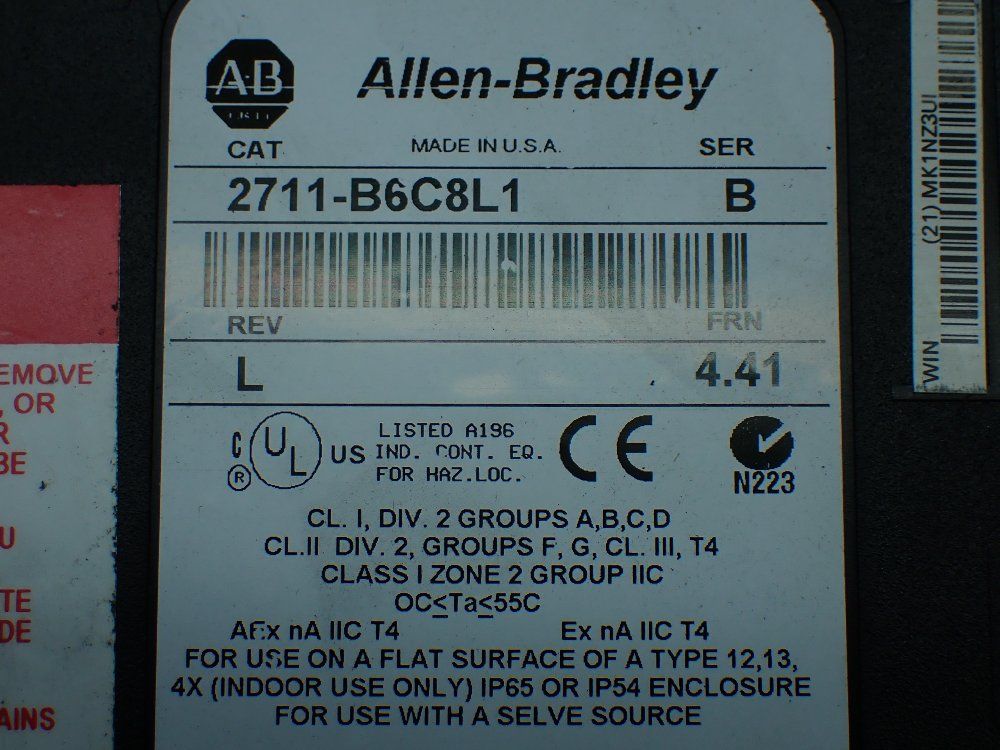 A-B
Allen-Bradley
CAT
MADE IN U.S.A.
SER
2711-B6C8L1
B
REV
FRN
L
4.41
C UL US
®
LISTED A196
IND. CONT. EQ.
FOR HAZ.LOC.
CE
N223
CL. I, DIV. 2 GROUPS A,B,C,D
CL.II DIV. 2, GROUPS F, G, CL. III, T4
CLASS I ZONE 2 GROUP IIC
OC≤Ta≤55C
AEx nA IIC T4
Ex nA IIC T4
FOR USE ON A FLAT SURFACE OF A TYPE 12,13,
4X (INDOOR USE ONLY) IP65 OR IP54 ENCLOSURE
FOR USE WITH A SELVE SOURCE
EMOVE
, OR
R
BE
U
TE
DE
AINS
(21) MK1NZ3UI
WIN